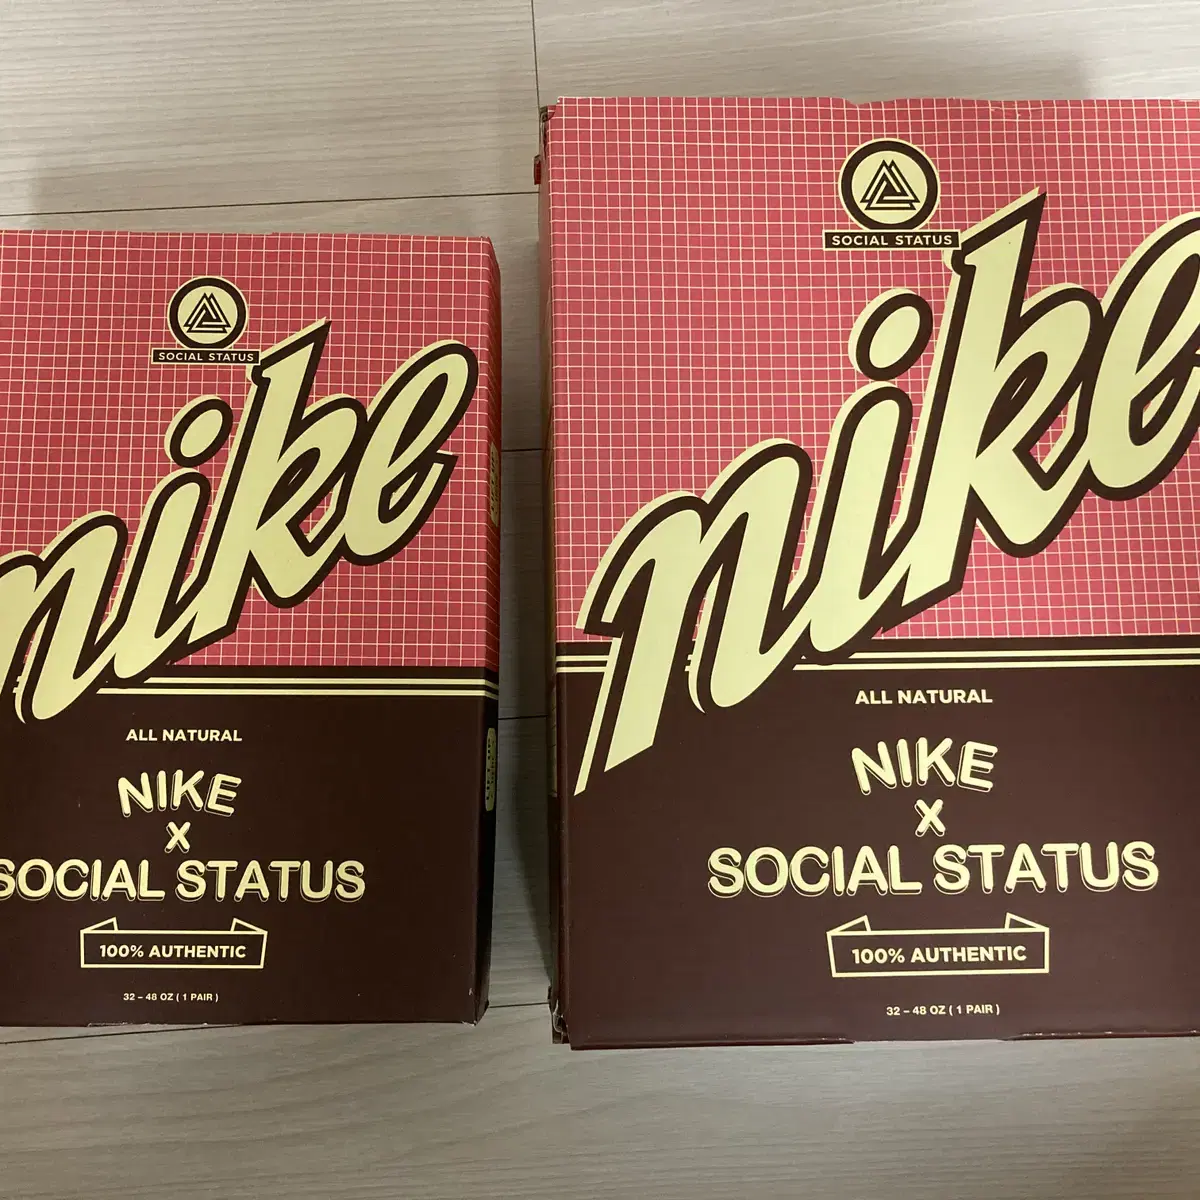 SOCIAL STATUS
nike
ALL NATURAL
NIKE
X
SOCIAL STATUS
100% AUTHENTIC
32 – 48 OZ ( 1 PAIR )
SOCIAL STATUS
nike
ALL NATURAL
NIKE
X
SOCIAL STATUS
100% AUTHENTIC
32 – 48 OZ ( 1 PAIR )